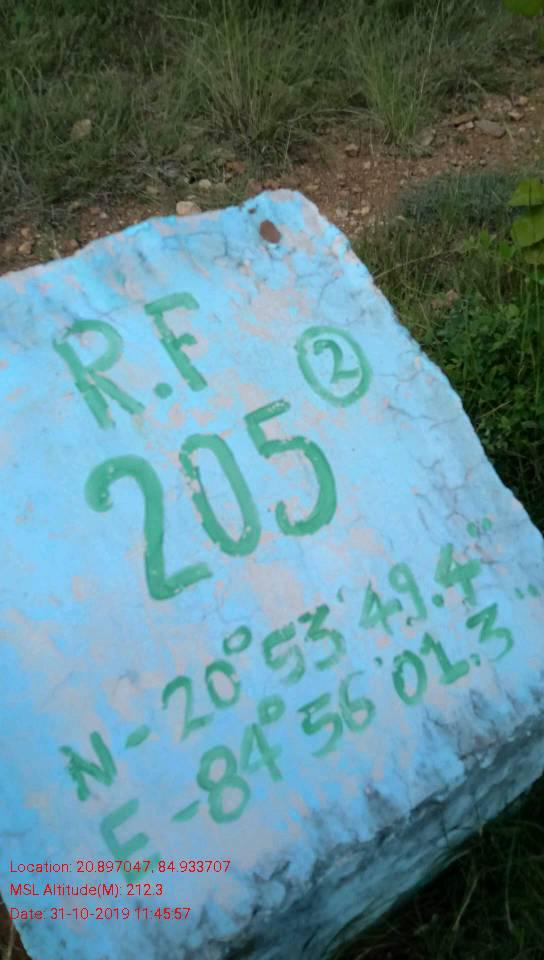 R.F
②
205
N-20°53'49.4"
E-84°56'01.3"
Location: 20.897047, 84.933707
MSL Altitude(M): 212.3
Date: 31-10-2019 11:45:57